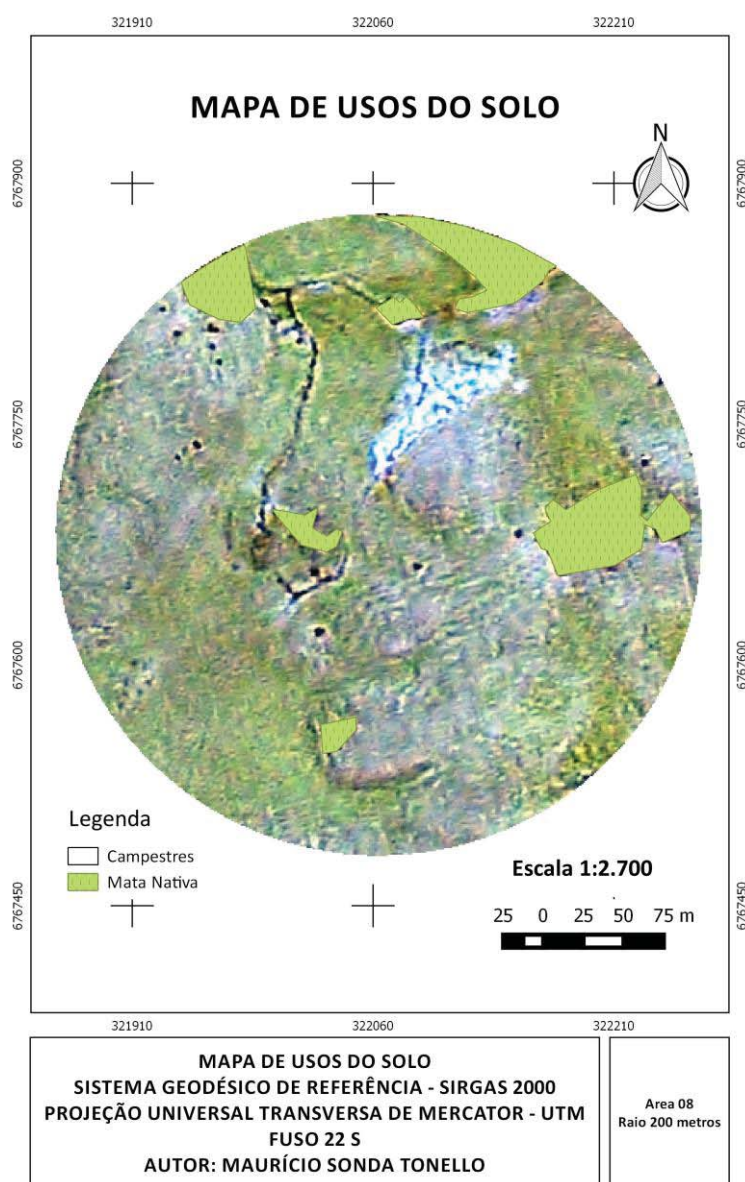 321910 322060 322210
MAPA DE USOS DO SOLO
N
6767900 6767900
6767750 6767750
6767600 6767600
Legenda
Campestres
Mata Nativa
Escala 1:2.700
25 0 25 50 75 m
6767450 6767450
321910 322060 322210
MAPA DE USOS DO SOLO
SISTEMA GEODÉSICO DE REFERÊNCIA - SIRGAS 2000
PROJEÇÃO UNIVERSAL TRANSVERSA DE MERCATOR - UTM
FUSO 22 S
AUTOR: MAURÍCIO SONDA TONELLO
Area 08
Raio 200 metros